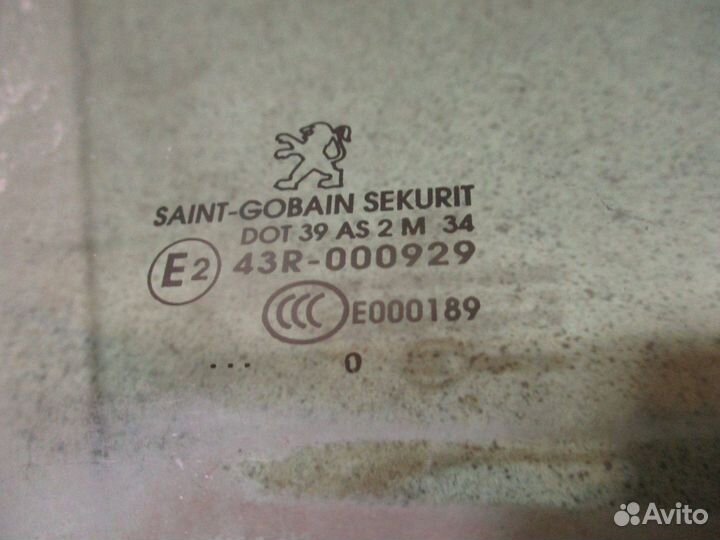 SAINT-GOBAIN SEKURIT
DOT 39 AS 2 M 34
E2 43R-000929
CCC E000189
... 0
Avito